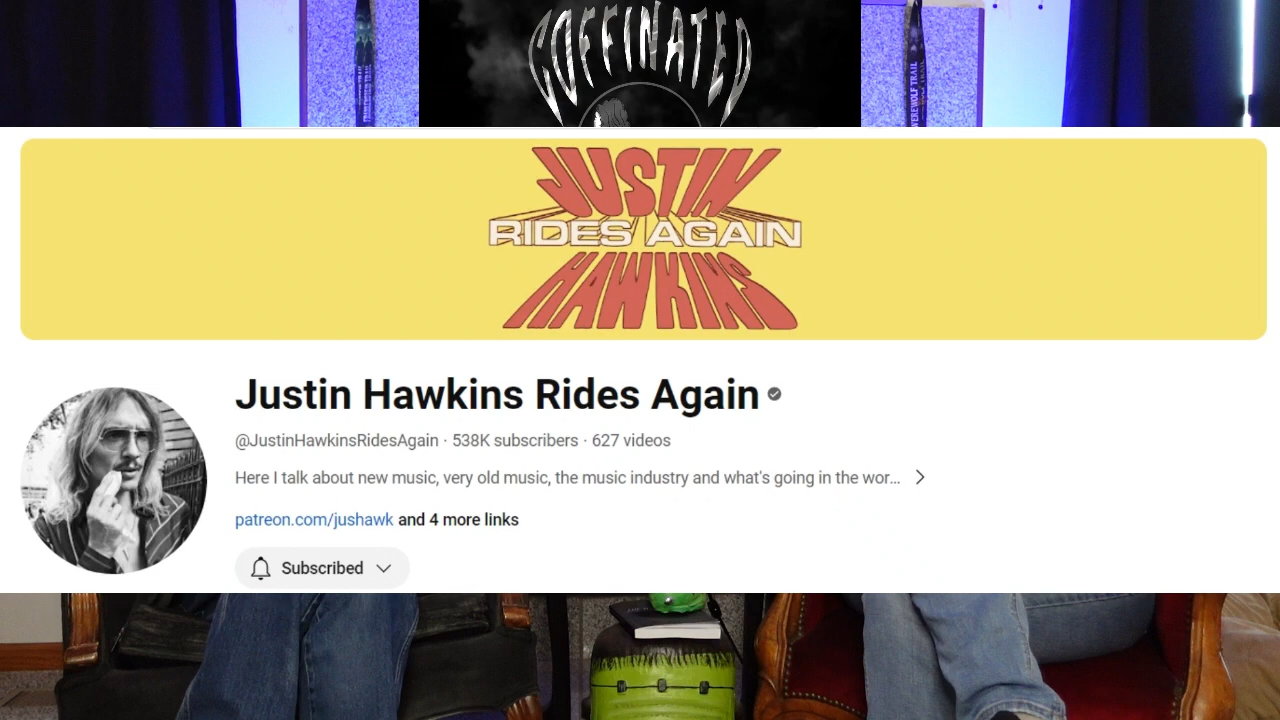 COFFINATED
WEREWOLF TRAIL
JUSTIN
RIDES AGAIN
HAWKINS
Justin Hawkins Rides Again
@JustinHawkinsRidesAgain · 538K subscribers · 627 videos
Here I talk about new music, very old music, the music industry and what's going in the wor...
patreon.com/jushawk and 4 more links
Subscribed